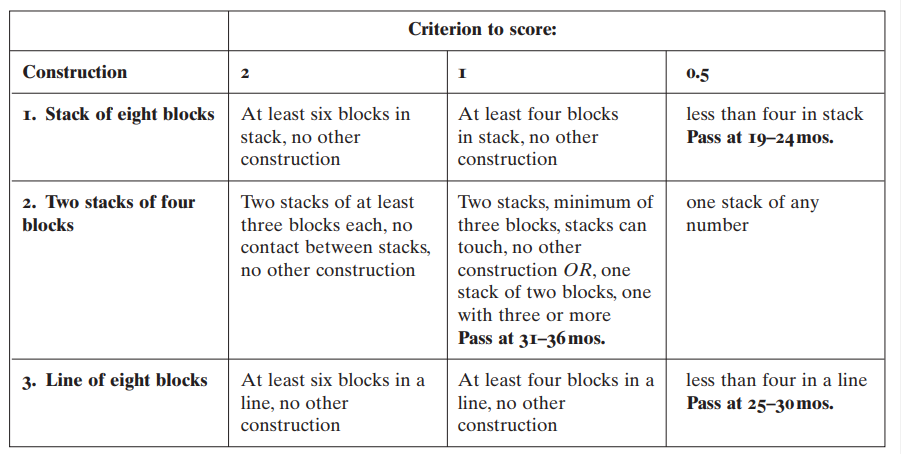 Criterion to score:
Construction
2
1
0.5
1. Stack of eight blocks
At least six blocks in
stack, no other
construction
At least four blocks
in stack, no other
construction
less than four in stack
Pass at 19–24 mos.
2. Two stacks of four
blocks
Two stacks of at least
three blocks each, no
contact between stacks,
no other construction
Two stacks, minimum of
three blocks, stacks can
touch, no other
construction OR, one
stack of two blocks, one
with three or more
Pass at 31–36 mos.
one stack of any
number
3. Line of eight blocks
At least six blocks in a
line, no other
construction
At least four blocks in a
line, no other
construction
less than four in a line
Pass at 25–30 mos.